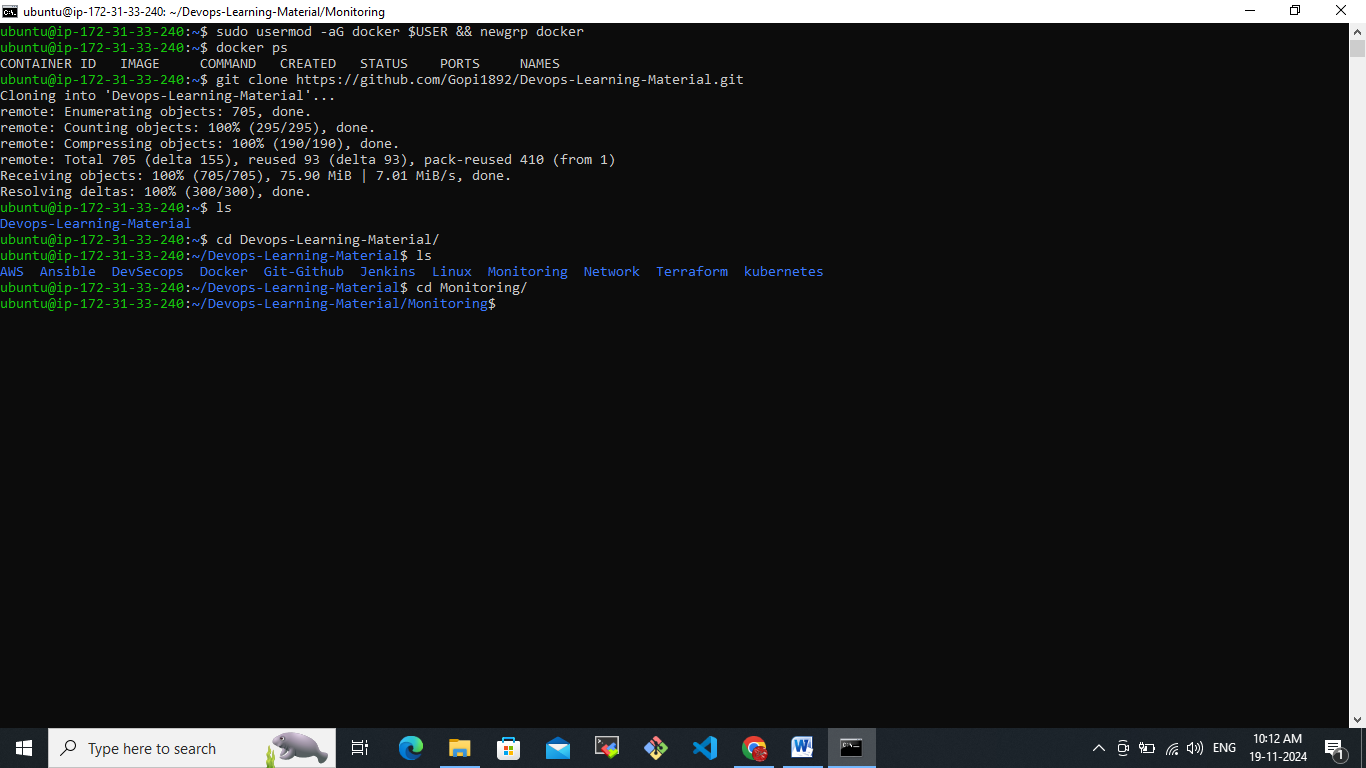 ubuntu@ip-172-31-33-240: ~/Devops-Learning-Material/Monitoring
ubuntu@ip-172-31-33-240:~$ sudo usermod -aG docker $USER && newgrp docker
ubuntu@ip-172-31-33-240:~$ docker ps
CONTAINER ID   IMAGE     COMMAND   CREATED   STATUS    PORTS     NAMES
ubuntu@ip-172-31-33-240:~$ git clone https://github.com/Gopi1892/Devops-Learning-Material.git
Cloning into 'Devops-Learning-Material'...
remote: Enumerating objects: 705, done.
remote: Counting objects: 100% (295/295), done.
remote: Compressing objects: 100% (190/190), done.
remote: Total 705 (delta 155), reused 93 (delta 93), pack-reused 410 (from 1)
Receiving objects: 100% (705/705), 75.90 MiB | 7.01 MiB/s, done.
Resolving deltas: 100% (300/300), done.
ubuntu@ip-172-31-33-240:~$ ls
Devops-Learning-Material
ubuntu@ip-172-31-33-240:~$ cd Devops-Learning-Material/
ubuntu@ip-172-31-33-240:~/Devops-Learning-Material$ ls
AWS  Ansible  DevSecops  Docker  Git-Github  Jenkins  Linux  Monitoring  Network  Terraform  kubernetes
ubuntu@ip-172-31-33-240:~/Devops-Learning-Material$ cd Monitoring/
ubuntu@ip-172-31-33-240:~/Devops-Learning-Material/Monitoring$
Type here to search
ENG
10:12 AM
19-11-2024
1